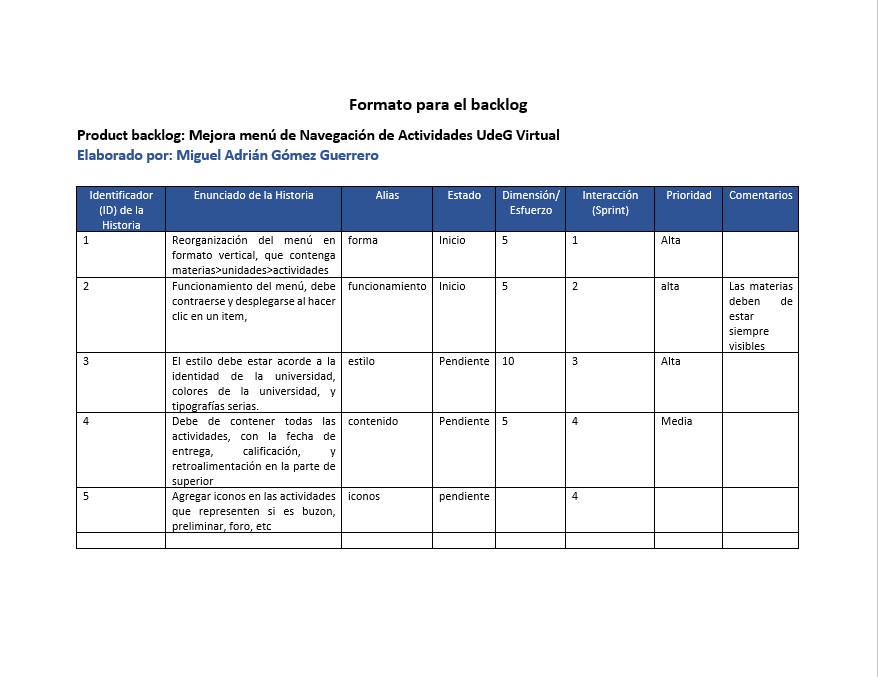 Formato para el backlog
Product backlog: Mejora menú de Navegación de Actividades UdeG Virtual
Elaborado por: Miguel Adrián Gómez Guerrero
Identificador (ID) de la Historia Enunciado de la Historia Alias Estado Dimensión/ Esfuerzo Interacción (Sprint) Prioridad Comentarios
1 Reorganización del menú en formato vertical, que contenga materias>unidades>actividades forma Inicio 5 1 Alta
2 Funcionamiento del menú, debe contraerse y desplegarse al hacer clic en un item, funcionamiento Inicio 5 2 alta Las materias deben de estar siempre visibles
3 El estilo debe estar acorde a la identidad de la universidad, colores de la universidad, y tipografías serias. estilo Pendiente 10 3 Alta
4 Debe de contener todas las actividades, con la fecha de entrega, calificación, y retroalimentación en la parte de superior contenido Pendiente 5 4 Media
5 Agregar iconos en las actividades que representen si es buzon, preliminar, foro, etc iconos pendiente 4